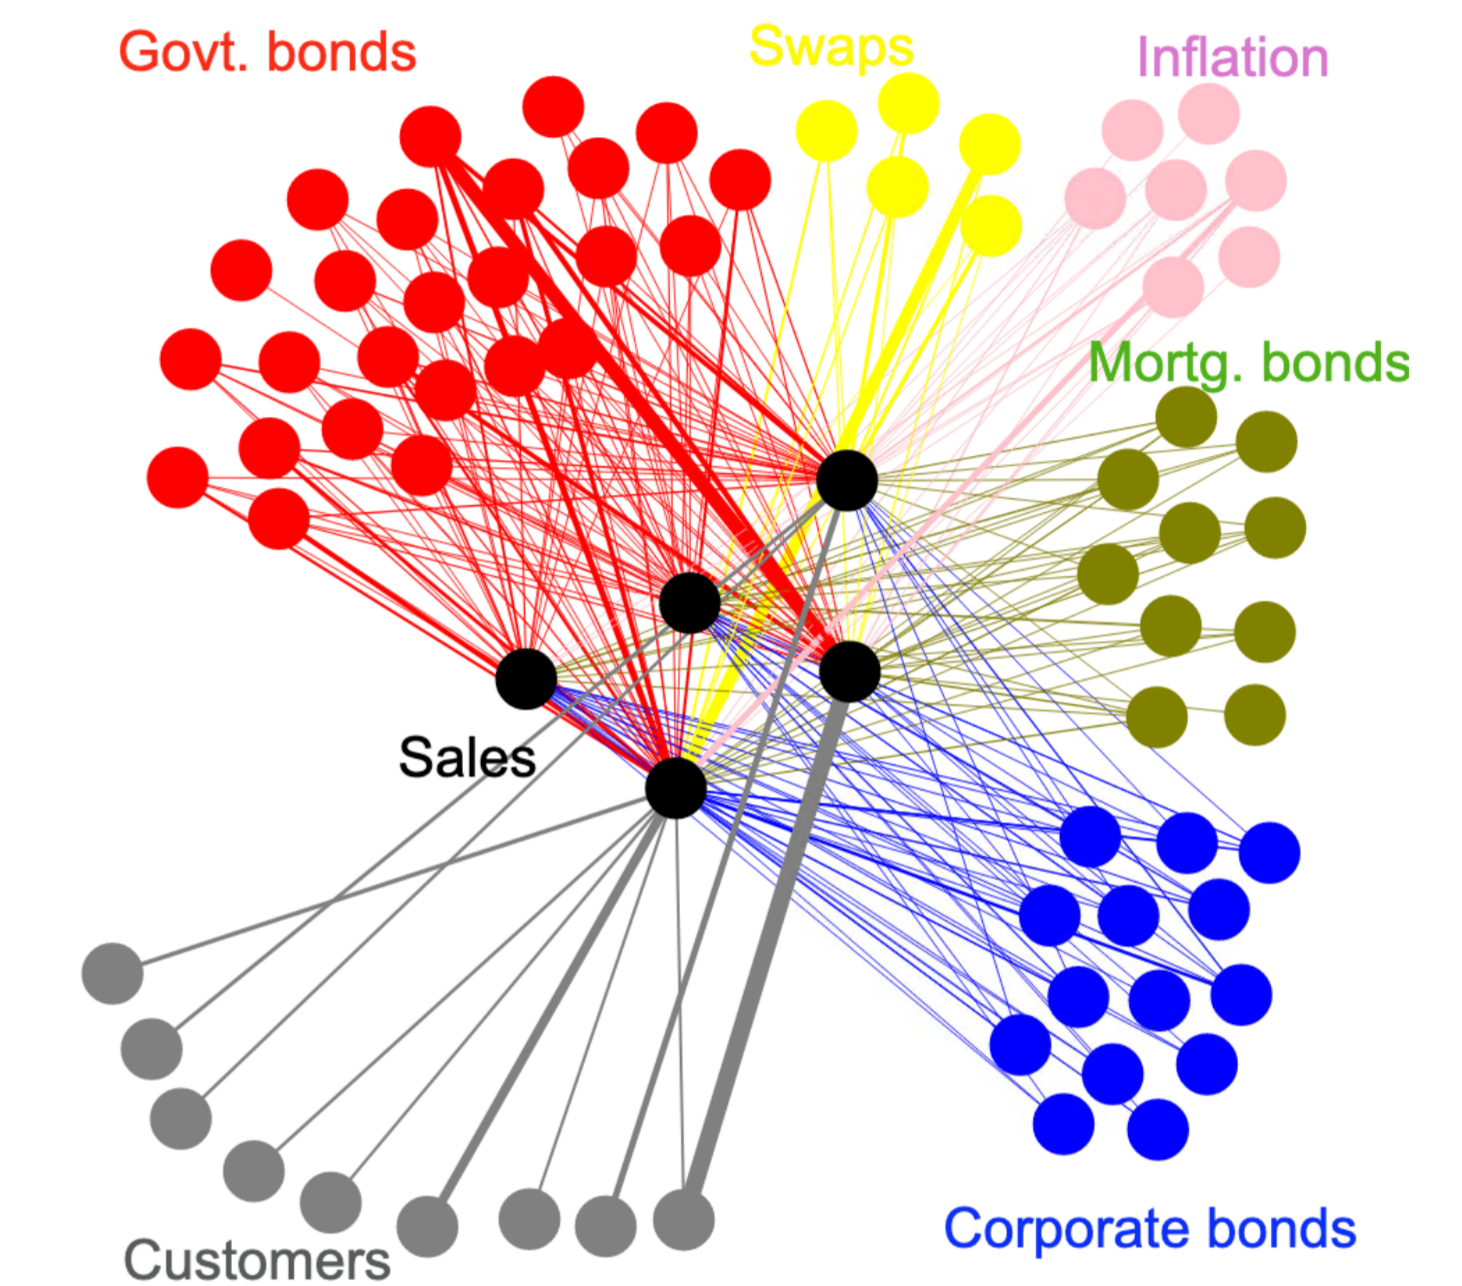 Govt. bonds
Swaps
Inflation
Mortg. bonds
Sales
Corporate bonds
Customers